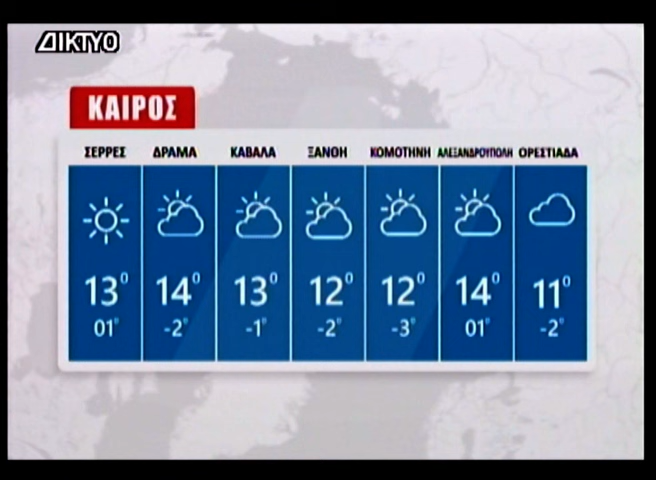 ΔΙΚΤΥΟ
ΚΑΙΡΟΣ
ΣΕΡΡΕΣ ΔΡΑΜΑ ΚΑΒΑΛΑ ΞΑΝΘΗ ΚΟΜΟΤΗΝΗ ΑΛΕΞΑΝΔΡΟΥΠΟΛΗ ΟΡΕΣΤΙΑΔΑ
13° 14° 13° 12° 12° 14° 11°
01° -2° -1° -2° -3° 01° -2°